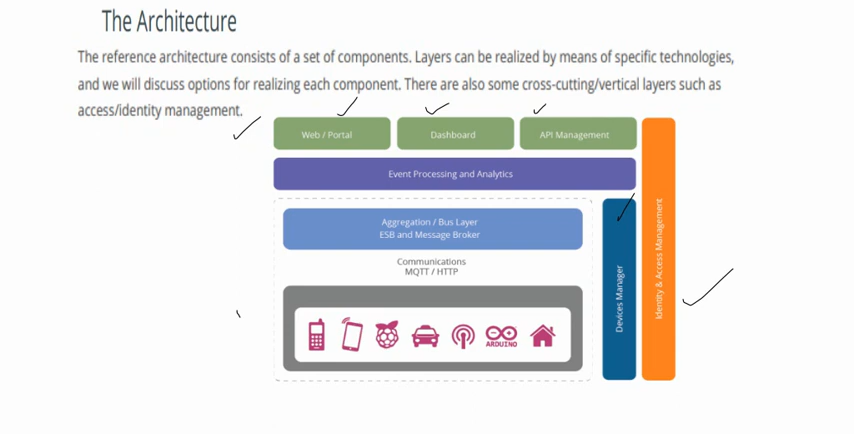 The Architecture
The reference architecture consists of a set of components. Layers can be realized by means of specific technologies,
and we will discuss options for realizing each component. There are also some cross-cutting/vertical layers such as
access/identity management.
Web / Portal
Dashboard
API Management
Event Processing and Analytics
Aggregation / Bus Layer
ESB and Message Broker
Communications
MQTT / HTTP
ARDUINO
Devices Manager
Identity & Access Management